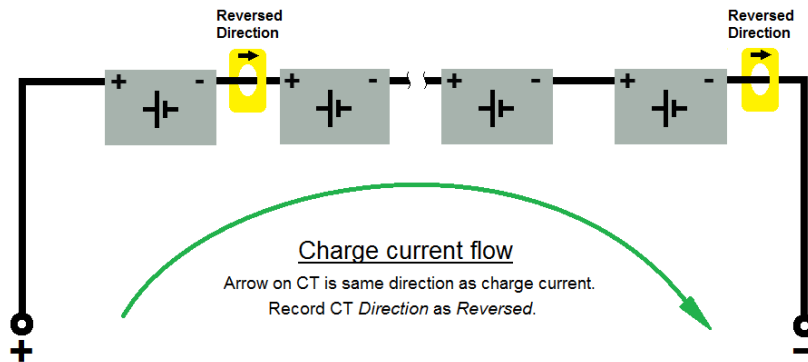 Reversed
Direction
Reversed
Direction
+ - + - + - + -
Charge current flow
Arrow on CT is same direction as charge current.
Record CT Direction as Reversed.
+ -